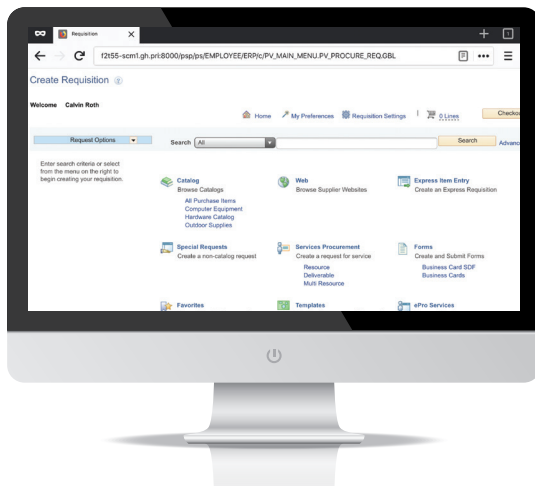 Requisition
1
f2t55-scm1.gh.pri:8000/psp/ps/EMPLOYEE/ERP/c/PV_MAIN_MENU.PV_PROCURE_REQ.GBL
Create Requisition ?
Welcome Calvin Roth
Home My Preferences Requisition Settings 0 Lines Checkou
Request Options Search All Search Advanc
Enter search criteria or select
from the menu on the right to
begin creating your requisition.
Catalog
Browse Catalogs
All Purchase Items
Computer Equipment
Hardware Catalog
Outdoor Supplies
Web
Browse Supplier Websites
Express Item Entry
Create an Express Requisition
Special Requests
Create a non-catalog request
Services Procurement
Create a request for service
Resource
Deliverable
Multi Resource
Forms
Create and Submit Forms
Business Card SDF
Business Cards
Favorites
Templates
ePro Services